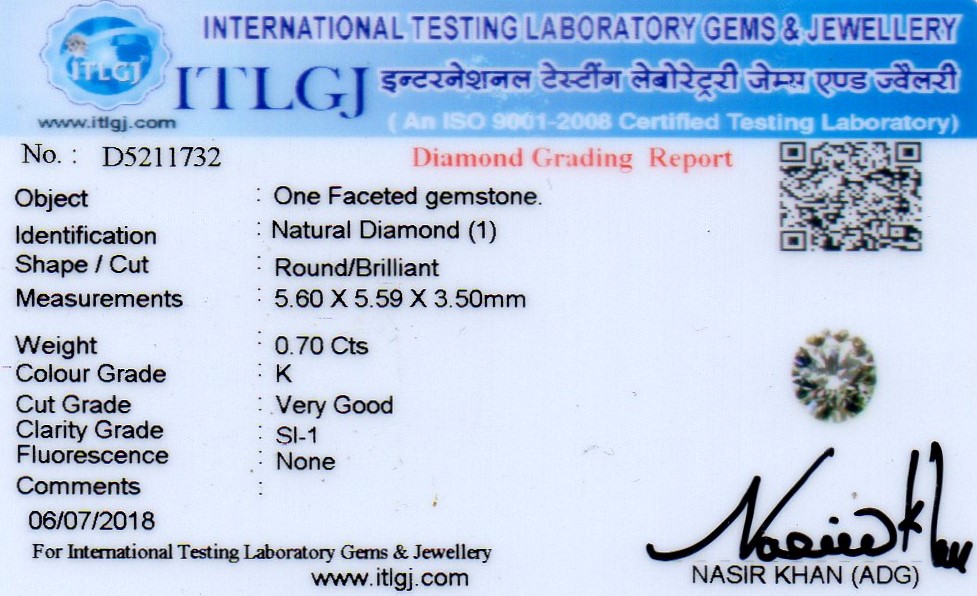 INTERNATIONAL TESTING LABORATORY GEMS & JEWELLERY
ITLGJ
ITLGJ इन्टरनेशनल टेस्टींग लेबोरेट्ररी जेम्स एण्ड ज्वैलरी
www.itlgj.com
( An ISO 9001-2008 Certified Testing Laboratory)
No. : D5211732
Diamond Grading Report
Object : One Faceted gemstone.
Identification : Natural Diamond (1)
Shape / Cut : Round/Brilliant
Measurements : 5.60 X 5.59 X 3.50mm
Weight : 0.70 Cts
Colour Grade : K
Cut Grade : Very Good
Clarity Grade : SI-1
Fluorescence : None
Comments :
06/07/2018
For International Testing Laboratory Gems & Jewellery
www.itlgj.com
Nasir Khan
NASIR KHAN (ADG)